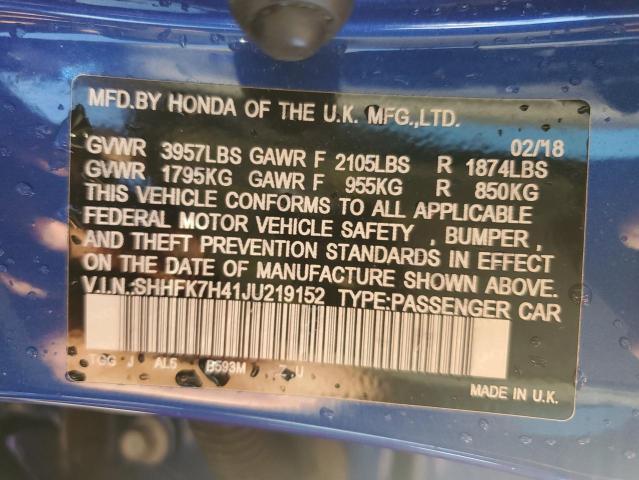 MFD.BY HONDA OF THE U.K. MFG.,LTD.
02/18
GVWR 3957LBS GAWR F 2105LBS R 1874LBS
GVWR 1795KG GAWR F 955KG R 850KG
THIS VEHICLE CONFORMS TO ALL APPLICABLE
FEDERAL MOTOR VEHICLE SAFETY , BUMPER ,
AND THEFT PREVENTION STANDARDS IN EFFECT
ON THE DATE OF MANUFACTURE SHOWN ABOVE.
V.I.N.:SHHFK7H41JU219152 TYPE:PASSENGER CAR
TGG J AL5 B593M Z U
MADE IN U.K.